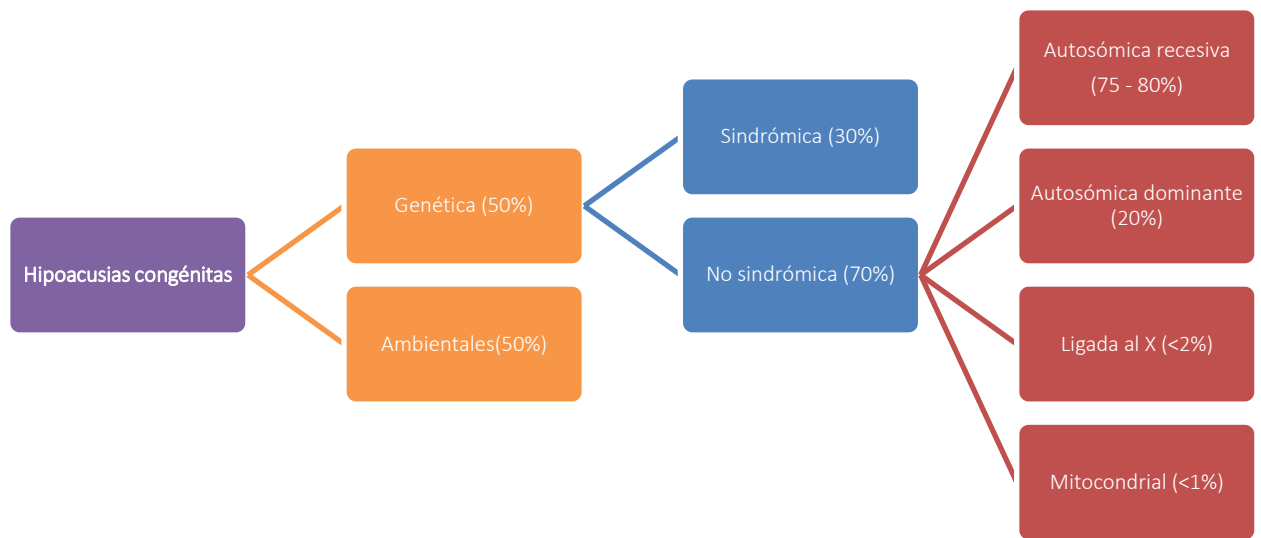 Hipoacusias congénitas
Genética (50%)
Ambientales(50%)
Sindrómica (30%)
No sindrómica (70%)
Autosómica recesiva
(75 - 80%)
Autosómica dominante
(20%)
Ligada al X (<2%)
Mitocondrial (<1%)